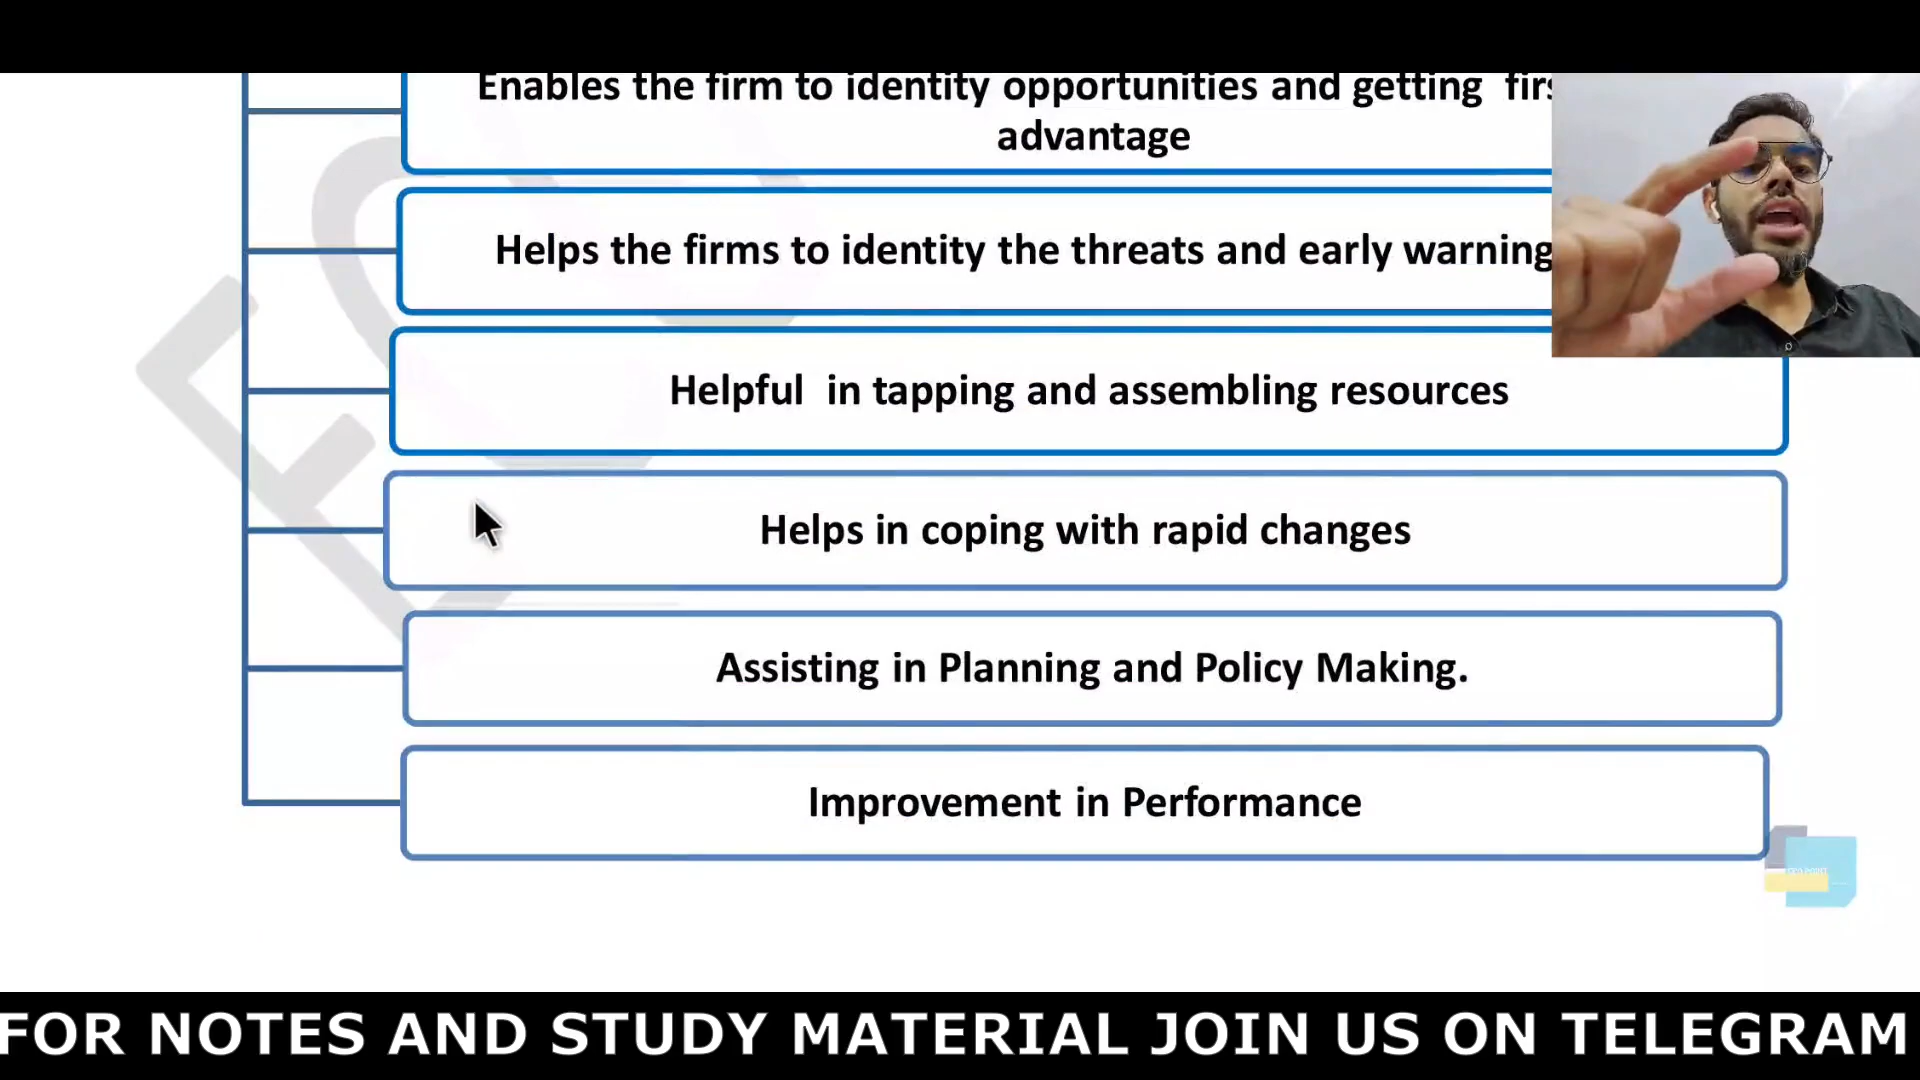 Enables the firm to identity opportunities and getting
advantage
Helps the firms to identity the threats and early warning
Helpful in tapping and assembling resources
Helps in coping with rapid changes
Assisting in Planning and Policy Making.
Improvement in Performance
FOR NOTES AND STUDY MATERIAL JOIN US ON TELEGRAM